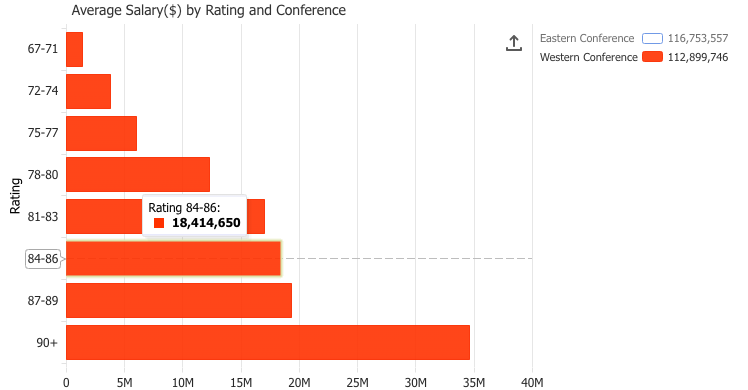 Average Salary($) by Rating and Conference
Eastern Conference 116,753,557
Western Conference 112,899,746
Rating
67-71
72-74
75-77
78-80
81-83
84-86
87-89
90+
Rating 84-86:
18,414,650
0 5M 10M 15M 20M 25M 30M 35M 40M